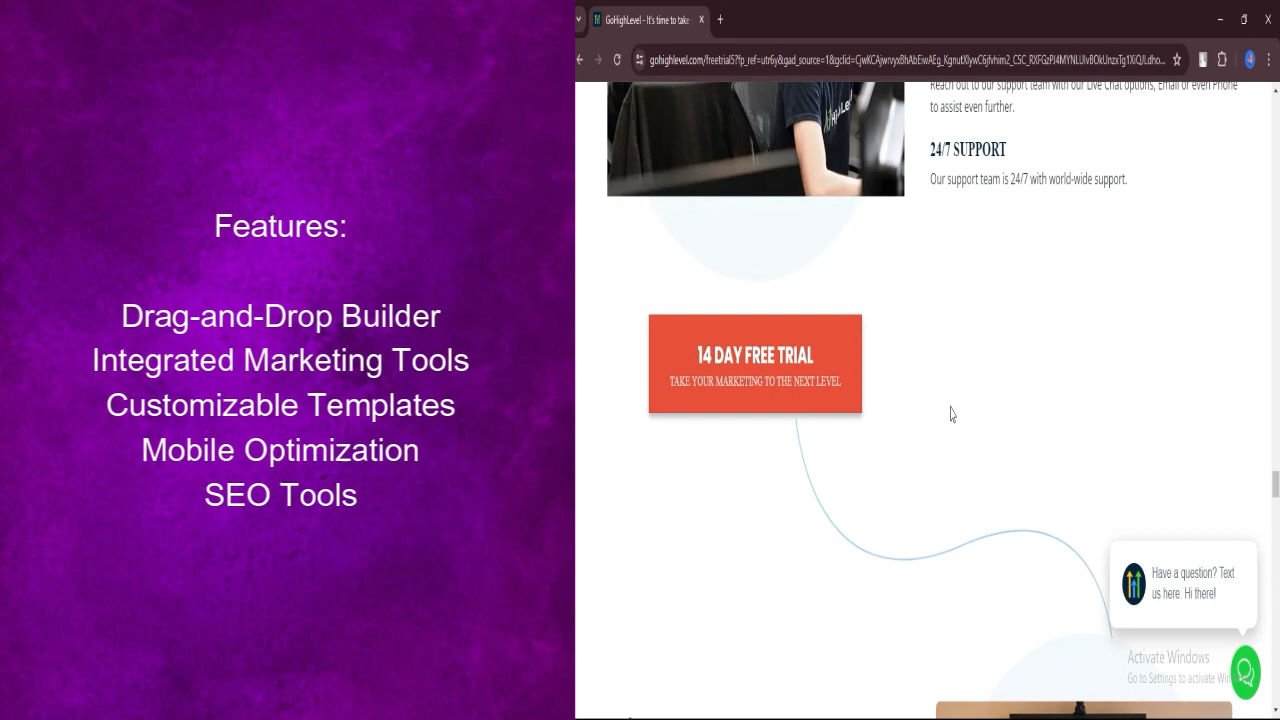 Features:
Drag-and-Drop Builder
Integrated Marketing Tools
Customizable Templates
Mobile Optimization
SEO Tools
GoHighLevel - It's time to take
Reach out to our support team with our Live Chat options, Email or even Phone
to assist even further.
24/7 SUPPORT
Our support team is 24/7 with world-wide support.
14 DAY FREE TRIAL
TAKE YOUR MARKETING TO THE NEXT LEVEL
Have a question? Text
us here. Hi there!
Activate Windows
Go to Settings to activate